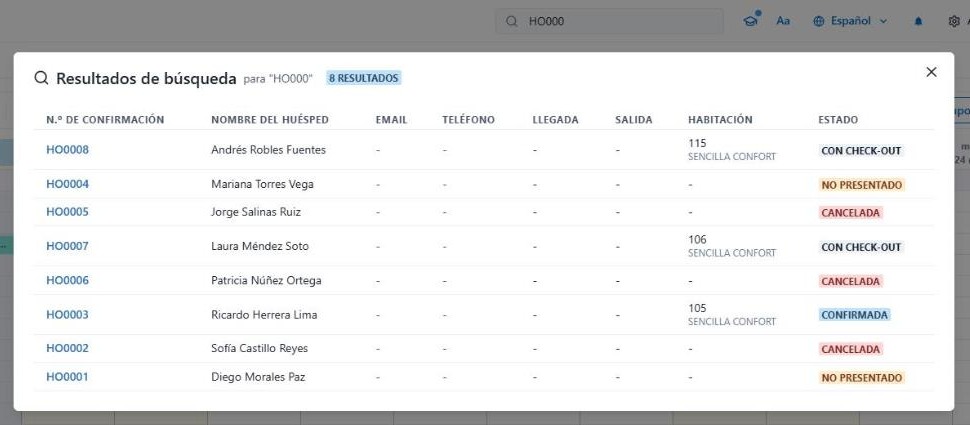 HO000
Aa
Español
Resultados de búsqueda para "HO000" 8 RESULTADOS
N.º DE CONFIRMACIÓN NOMBRE DEL HUÉSPED EMAIL TELÉFONO LLEGADA SALIDA HABITACIÓN ESTADO
HO0008 Andrés Robles Fuentes - - - - 115 CON CHECK-OUT
SENCILLA CONFORT
HO0004 Mariana Torres Vega - - - - - NO PRESENTADO
HO0005 Jorge Salinas Ruiz - - - - - CANCELADA
HO0007 Laura Méndez Soto - - - - 106 CON CHECK-OUT
SENCILLA CONFORT
HO0006 Patricia Núñez Ortega - - - - - CANCELADA
HO0003 Ricardo Herrera Lima - - - - 105 CONFIRMADA
SENCILLA CONFORT
HO0002 Sofía Castillo Reyes - - - - - CANCELADA
HO0001 Diego Morales Paz - - - - - NO PRESENTADO